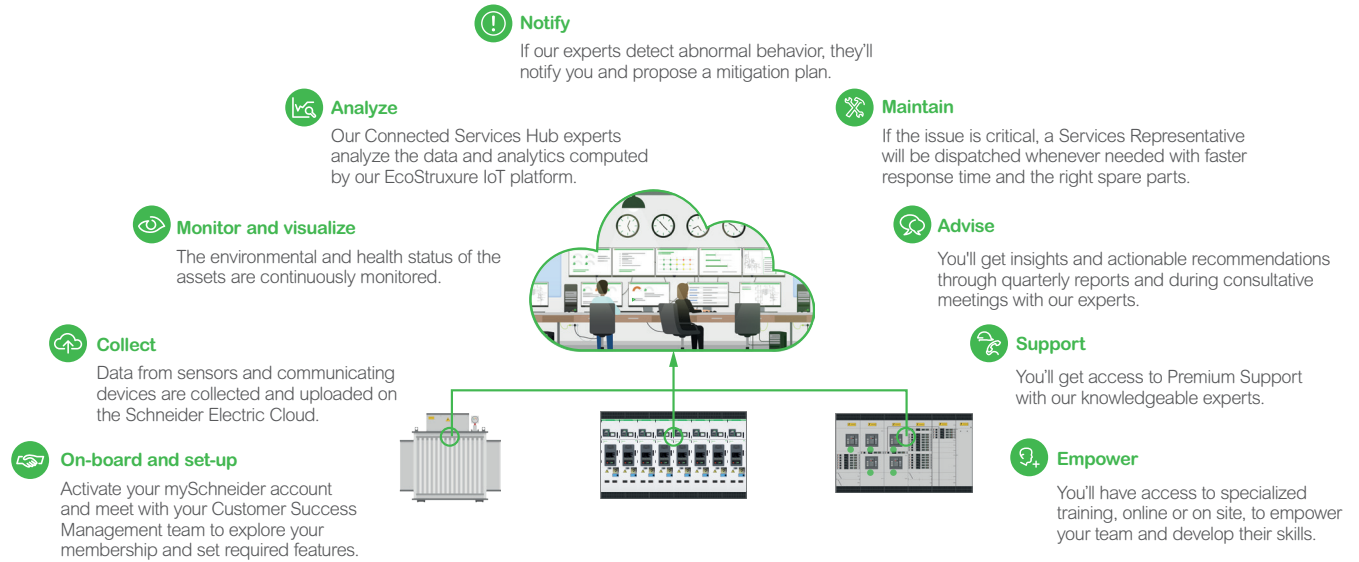 Notify
If our experts detect abnormal behavior, they'll
notify you and propose a mitigation plan.
Analyze
Our Connected Services Hub experts
analyze the data and analytics computed
by our EcoStruxure IoT platform.
Maintain
If the issue is critical, a Services Representative
will be dispatched whenever needed with faster
response time and the right spare parts.
Monitor and visualize
The environmental and health status of the
assets are continuously monitored.
Advise
You'll get insights and actionable recommendations
through quarterly reports and during consultative
meetings with our experts.
Collect
Data from sensors and communicating
devices are collected and uploaded on
the Schneider Electric Cloud.
Support
You'll get access to Premium Support
with our knowledgeable experts.
On-board and set-up
Activate your mySchneider account
and meet with your Customer Success
Management team to explore your
membership and set required features.
Empower
You'll have access to specialized
training, online or on site, to empower
your team and develop their skills.